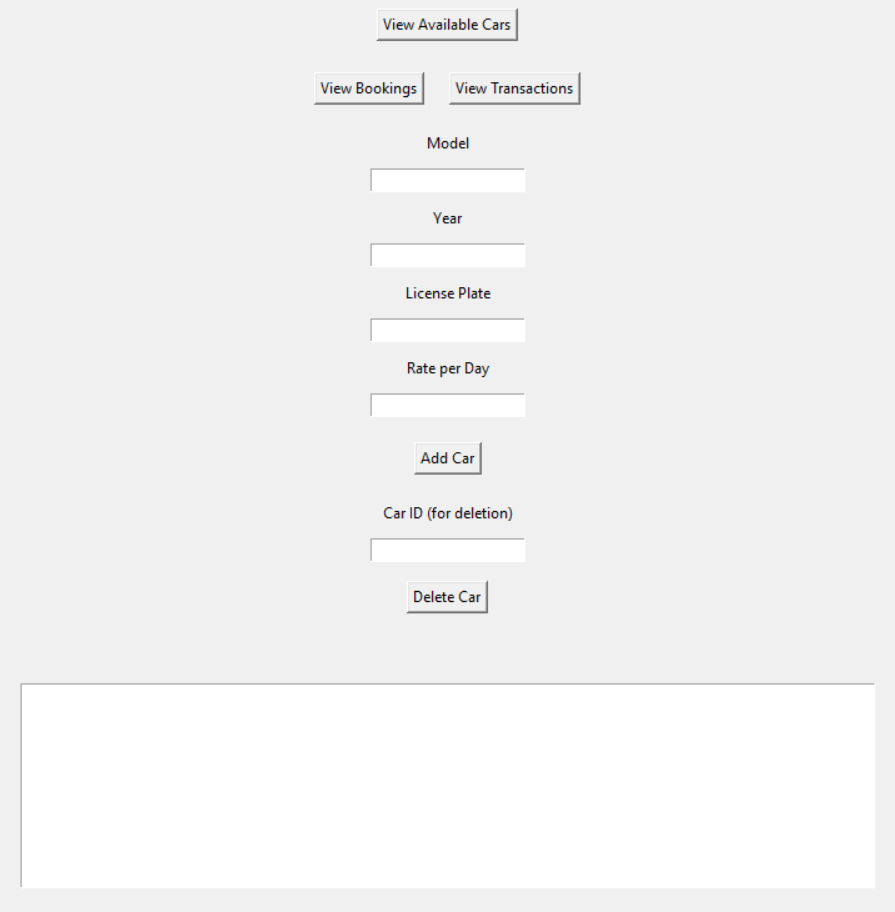 View Available Cars
View Bookings View Transactions
Model
Year
License Plate
Rate per Day
Add Car
Car ID (for deletion)
Delete Car